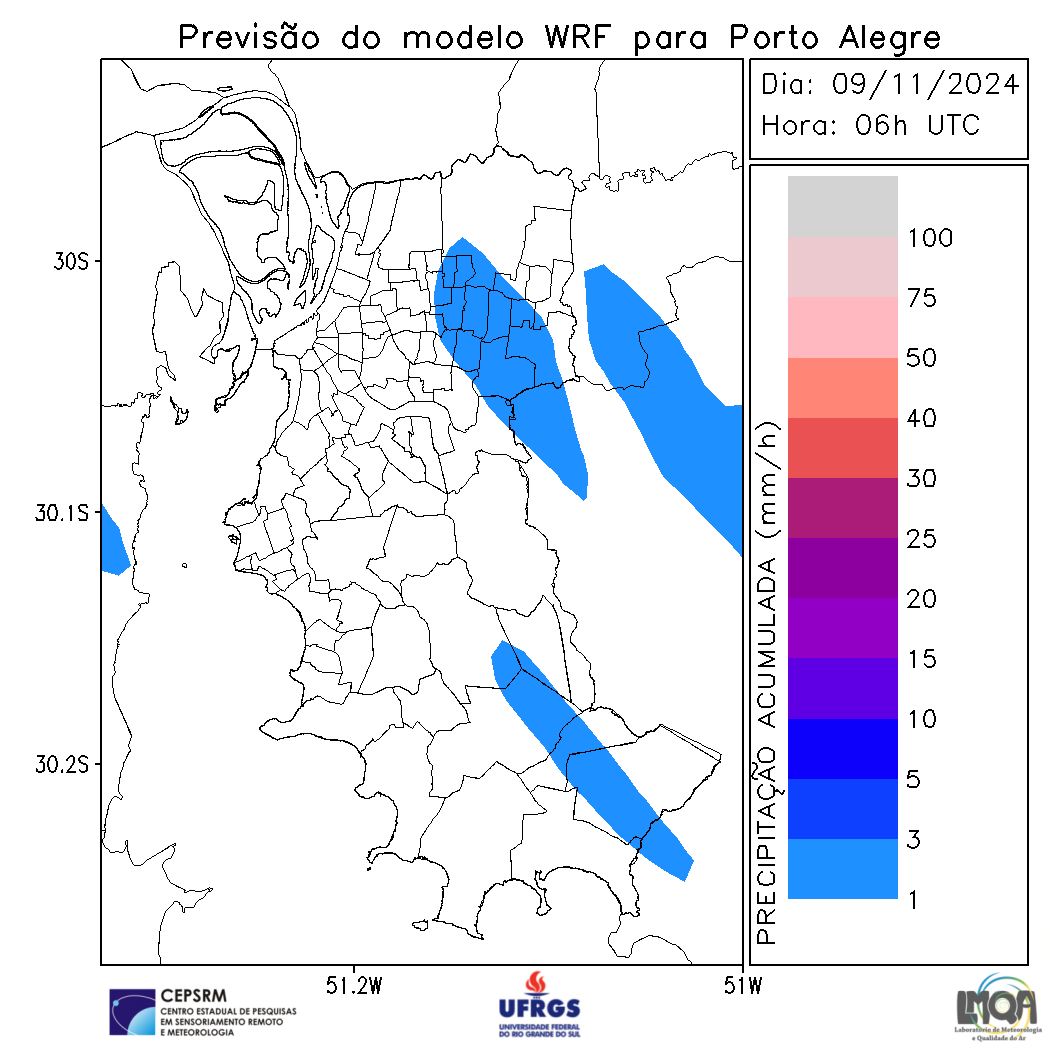 Previsão do modelo WRF para Porto Alegre
Dia: 09/11/2024
Hora: 06h UTC
30S
30.1S
30.2S
51.2W
51W
PRECIPITAÇÃO ACUMULADA (mm/h)
100
75
50
40
30
25
20
15
10
5
3
1
CEPSRM
CENTRO ESTADUAL DE PESQUISAS
EM SENSORIAMENTO REMOTO
E METEOROLOGIA
UFRGS
UNIVERSIDADE FEDERAL
DO RIO GRANDE DO SUL
LMQA
Laboratório de Meteorologia
e Qualidade do Ar